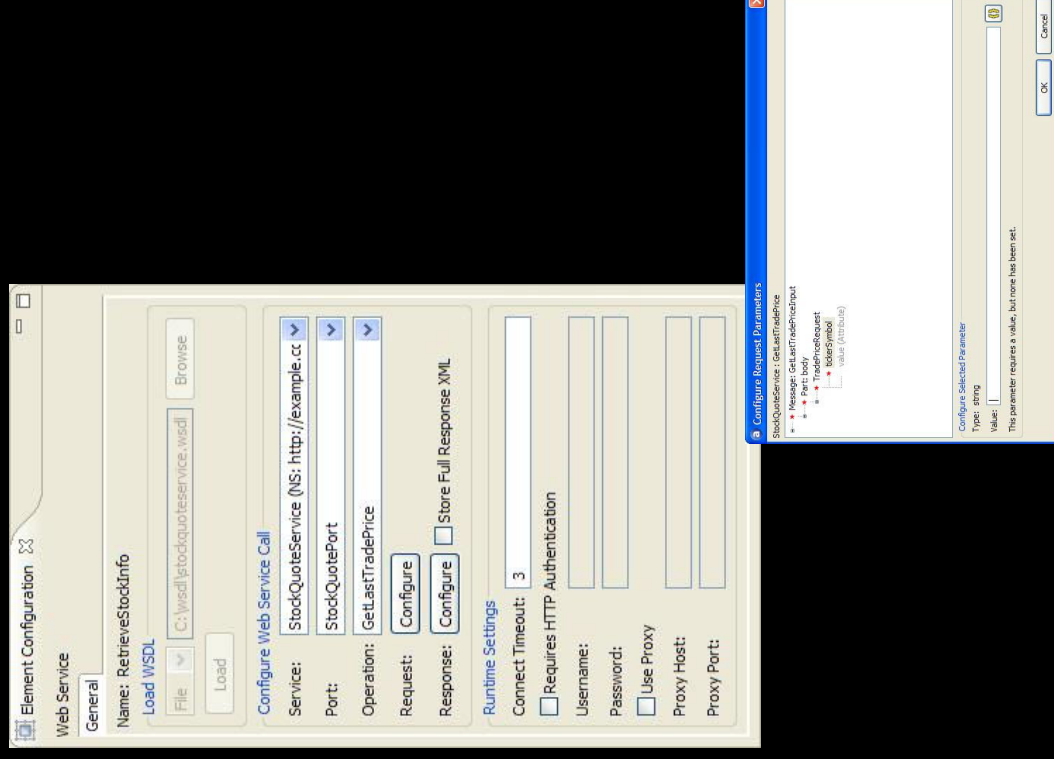 Element Configuration
Web Service
General
Name: RetrieveStockInfo
Load WSDL
File C:\wsdl\stockquoteservice.wsdl Browse
Load
Configure Web Service Call
Service: StockQuoteService (NS: http://example.cc
Port: StockQuotePort
Operation: GetLastTradePrice
Request: Configure
Response: Configure Store Full Response XML
Runtime Settings
Connect Timeout: 3
Requires HTTP Authentication
Username:
Password:
Use Proxy
Proxy Host:
Proxy Port:
Configure Request Parameters
StockQuoteService : GetLastTradePrice
Message: GetLastTradePriceInput
Part: body
TradePriceRequest
tickerSymbol
value (Attribute)
Configure Selected Parameter
Type: string
Value:
This parameter requires a value, but none has been set.
OK Cancel